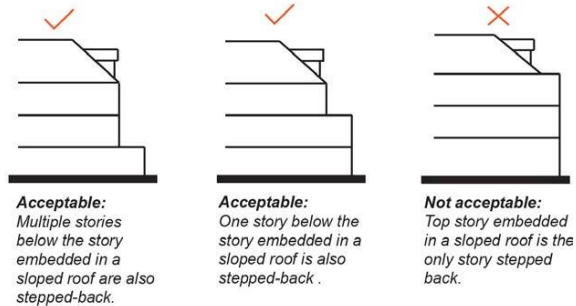 Acceptable:
Multiple stories
below the story
embedded in a
sloped roof are also
stepped-back.
Acceptable:
One story below the
story embedded in a
sloped roof is also
stepped-back .
Not acceptable:
Top story embedded
in a sloped roof is the
only story stepped
back.